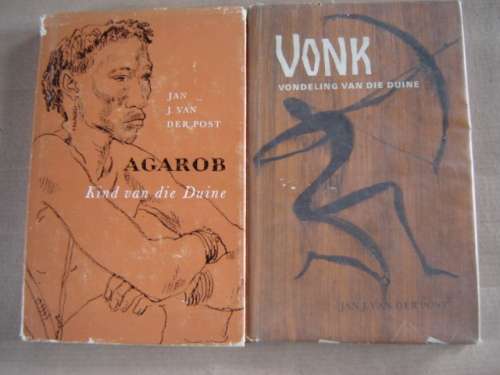 JAN
J. VAN
DER POST
AGAROB
Kind van die Duine
VONK
VONDELING VAN DIE DUINE
JAN J. VAN DER POST